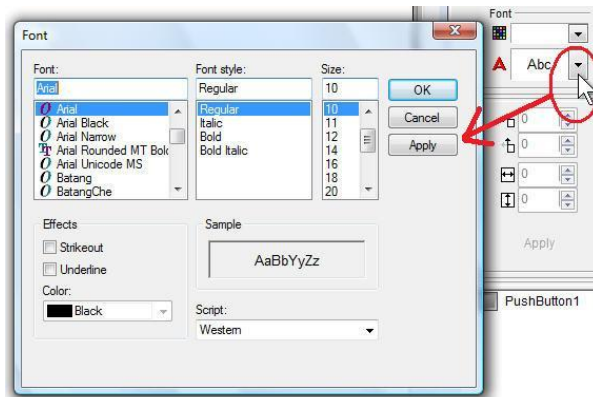 Font
Font
Abc
Font:
Font style:
Size:
Arial
Regular
10
OK
Arial
Arial Black
Arial Narrow
Arial Rounded MT Bolc
Arial Unicode MS
Batang
BatangChe
Regular
Italic
Bold
Bold Italic
10
11
12
14
16
18
20
Cancel
Apply
0
0
0
0
Apply
Effects
Strikeout
Underline
Color:
Black
Sample
AaBbYyZz
Script:
Western
PushButton1